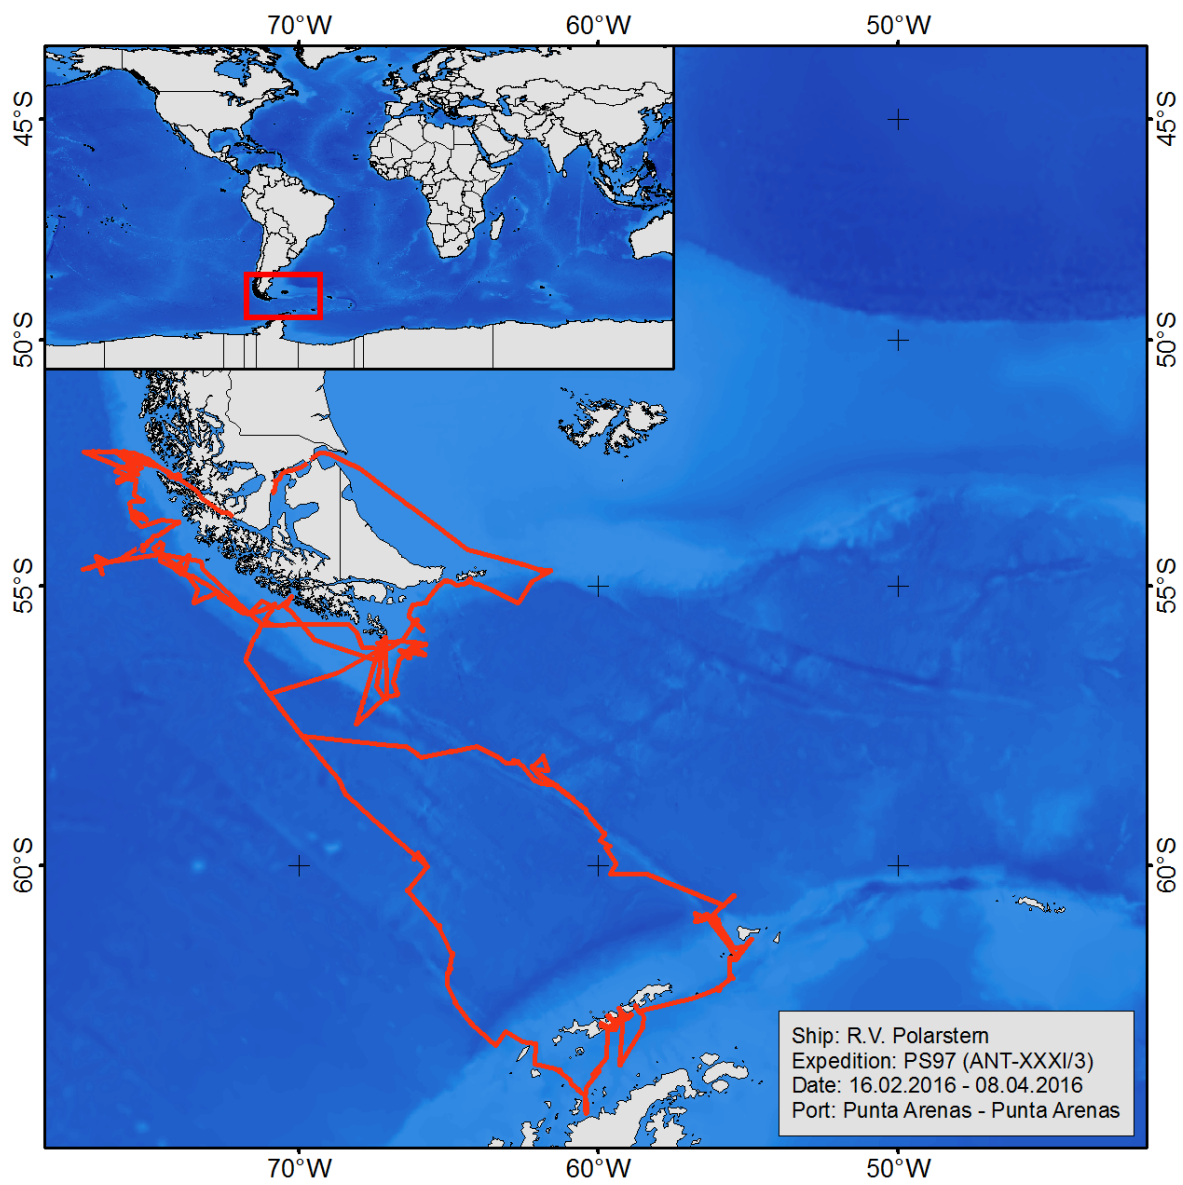 70°W 60°W 50°W
45°S 45°S
50°S 50°S
55°S 55°S
60°S 60°S
Ship: R.V. Polarstern
Expedition: PS97 (ANT-XXXI/3)
Date: 16.02.2016 - 08.04.2016
Port: Punta Arenas - Punta Arenas
70°W 60°W 50°W